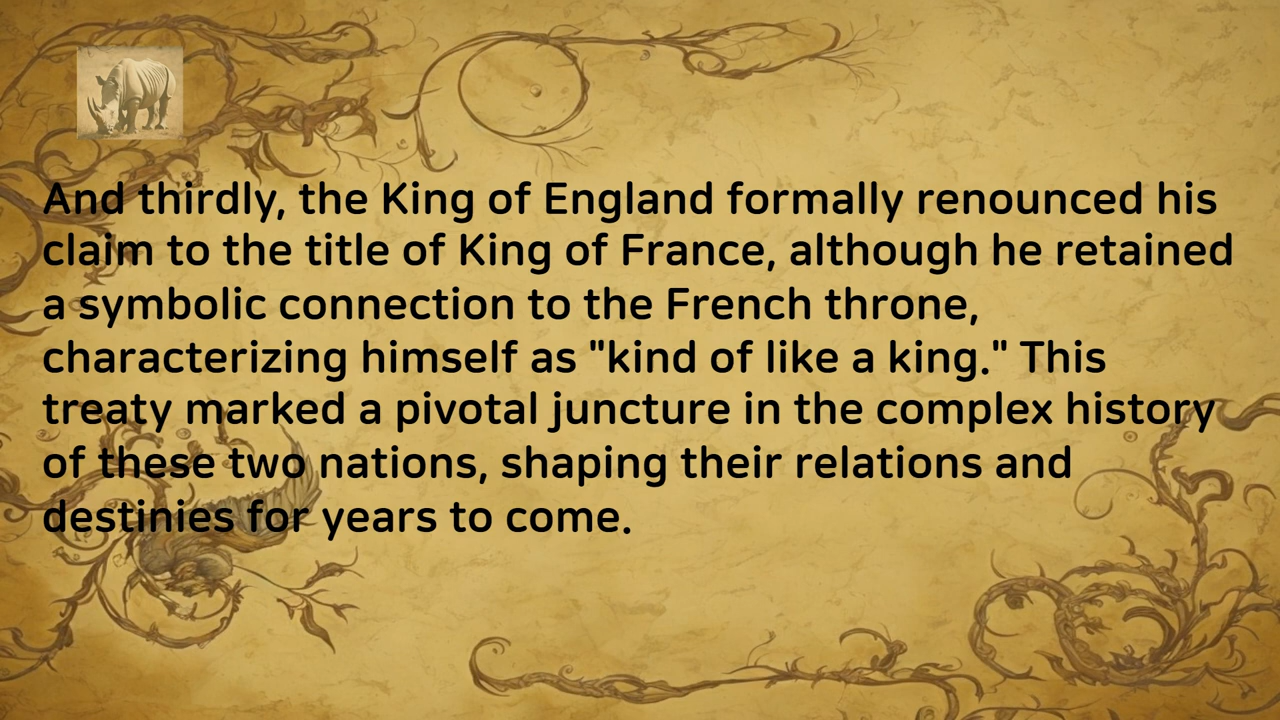 And thirdly, the King of England formally renounced his
claim to the title of King of France, although he retained
a symbolic connection to the French throne,
characterizing himself as "kind of like a king." This
treaty marked a pivotal juncture in the complex history
of these two nations, shaping their relations and
destinies for years to come.